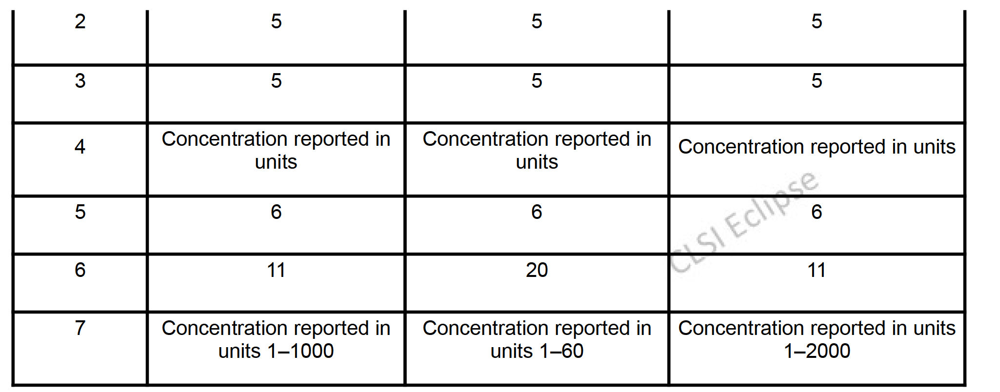 2 5 5 5
3 5 5 5
4 Concentration reported in units Concentration reported in units Concentration reported in units
5 6 6 6
6 11 20 11
7 Concentration reported in units 1–1000 Concentration reported in units 1–60 Concentration reported in units 1–2000
CLSI Eclipse